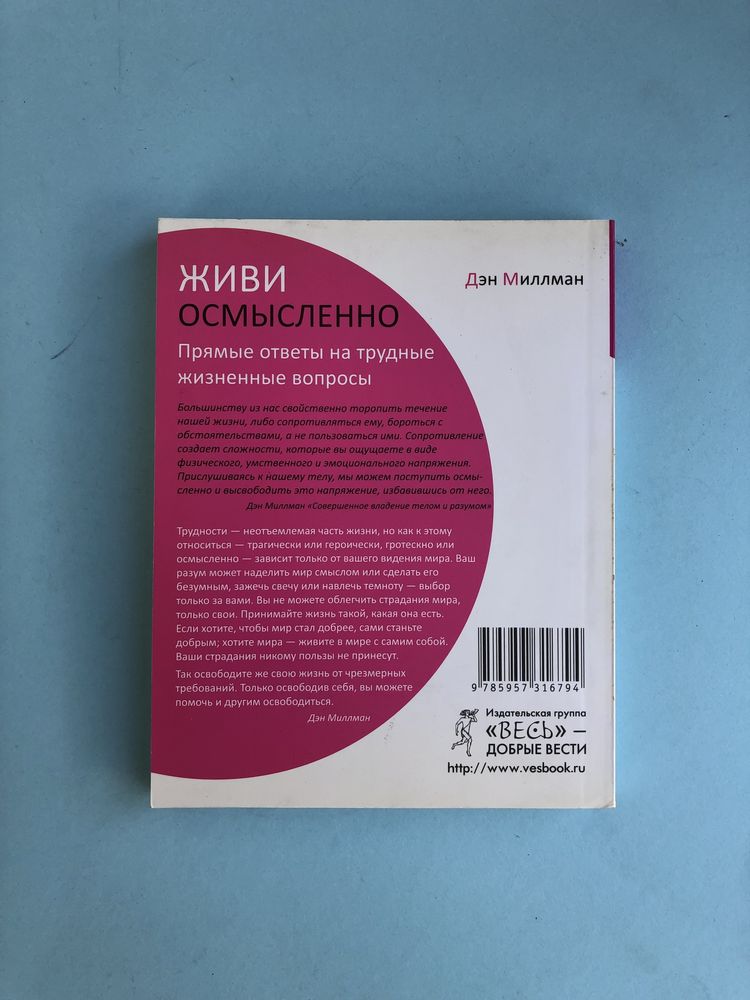 ЖИВИ
ОСМЫСЛЕННО
Прямые ответы на трудные
жизненные вопросы
Дэн Миллман
Большинству из нас свойственно торопить течение
нашей жизни, либо сопротивляться ему, бороться с
обстоятельствами, а не пользоваться ими. Сопротивление
создает сложности, которые вы ощущаете в виде
физического, умственного и эмоционального напряжения.
Прислушиваясь к нашему телу, мы можем поступить осмы-
сленно и высвободить это напряжение, избавившись от него.
Дэн Миллман «Совершенное владение телом и разумом»
Трудности — неотъемлемая часть жизни, но как к этому
относиться — трагически или героически, гротескно или
осмысленно — зависит только от вашего видения мира. Ваш
разум может наделить мир смыслом или сделать его
безумным, зажечь свечу или навлечь темноту — выбор
только за вами. Вы не можете облегчить страдания мира,
только свои. Принимайте жизнь такой, какая она есть.
Если хотите, чтобы мир стал добрее, сами станьте
добрым; хотите мира — живите в мире с самим собой.
Ваши страдания никому пользы не принесут.
Так освободите же свою жизнь от чрезмерных
требований. Только освободив себя, вы можете
помочь и другим освободиться.
Дэн Миллман
9 785957 316794
Издательская группа
«ВЕСЬ» —
ДОБРЫЕ ВЕСТИ
http://www.vesbook.ru